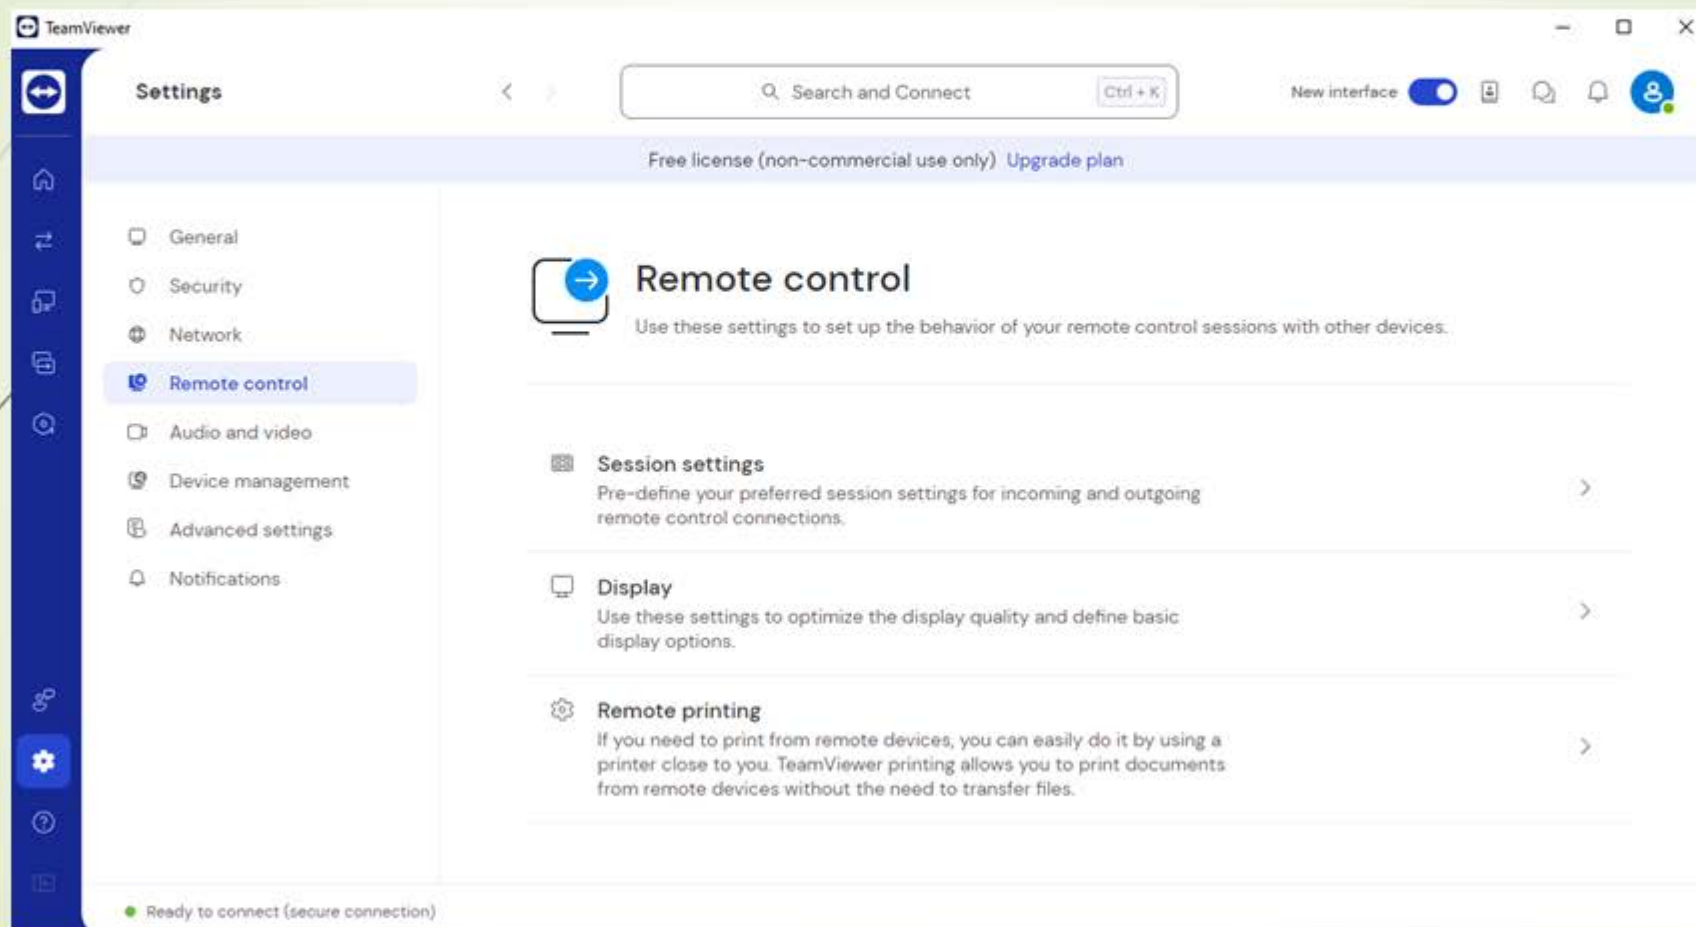 TeamViewer
Settings
Search and Connect
Ctrl + K
New interface
Free license (non-commercial use only) Upgrade plan
General
Security
Network
Remote control
Audio and video
Device management
Advanced settings
Notifications
Remote control
Use these settings to set up the behavior of your remote control sessions with other devices.
Session settings
Pre-define your preferred session settings for incoming and outgoing
remote control connections.
Display
Use these settings to optimize the display quality and define basic
display options.
Remote printing
If you need to print from remote devices, you can easily do it by using a
printer close to you. TeamViewer printing allows you to print documents
from remote devices without the need to transfer files.
Ready to connect (secure connection)